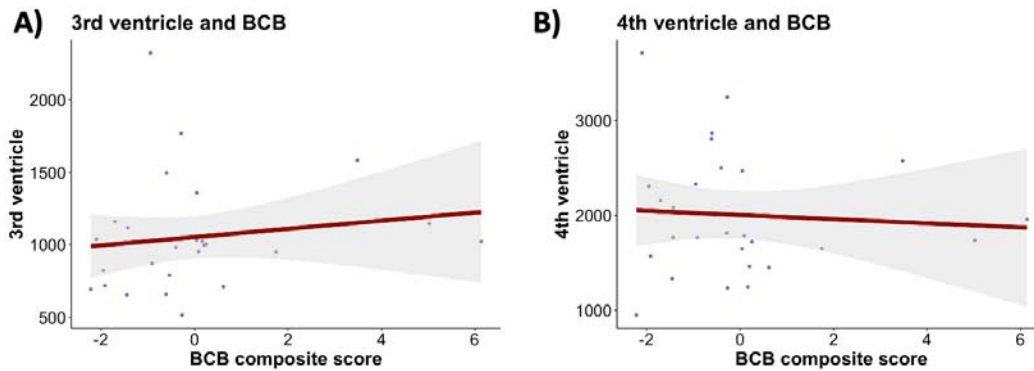 A) 3rd ventricle and BCB
2000
1500
1000
500
3rd ventricle
-2 0 2 4 6
BCB composite score
B) 4th ventricle and BCB
3000
2000
1000
4th ventricle
-2 0 2 4 6
BCB composite score